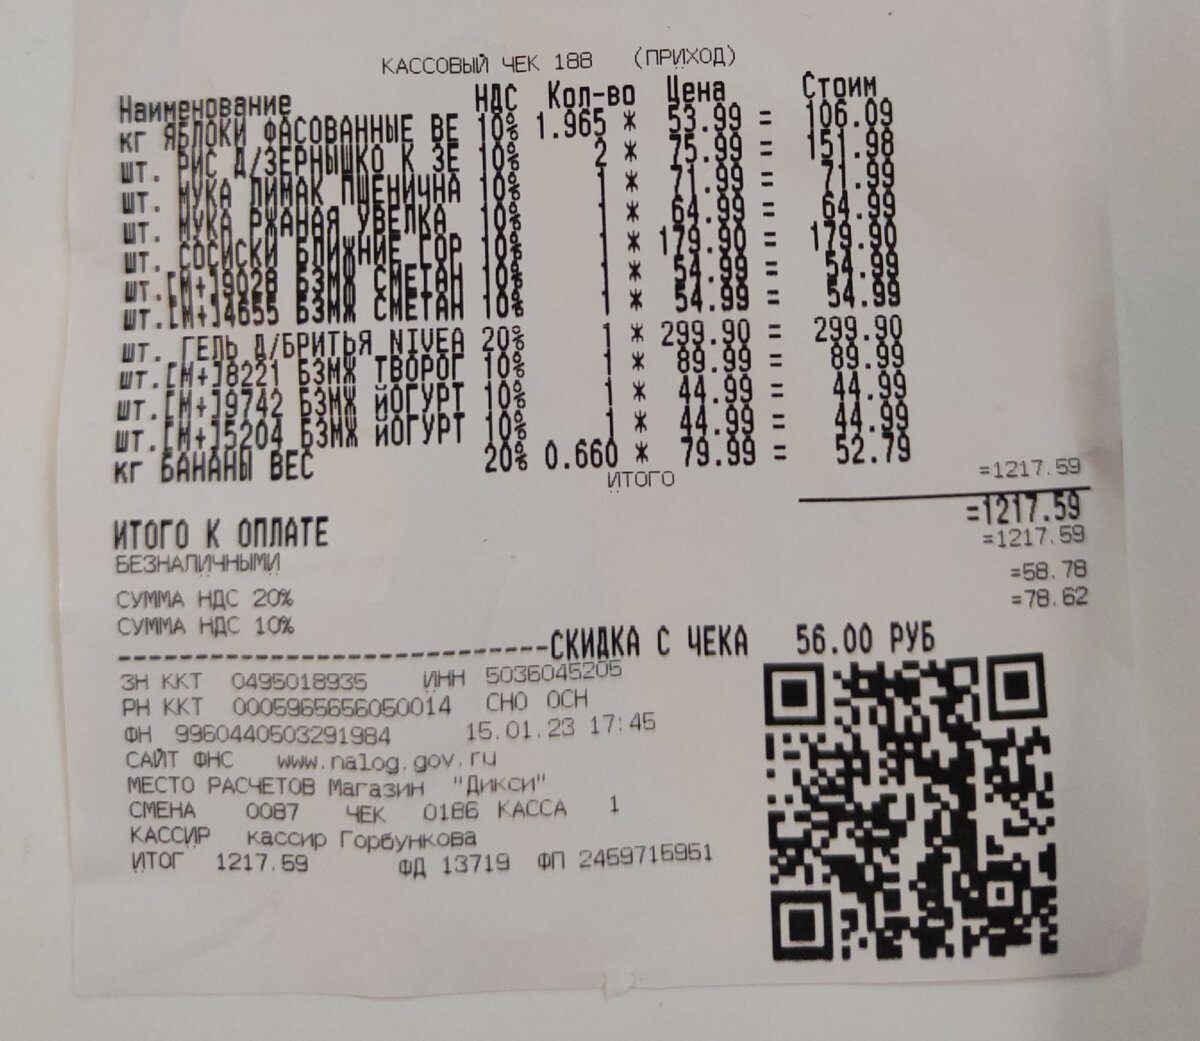 КАССОВЫЙ ЧЕК 188 (ПРИХОД)
Наименование НДС Кол-во Цена Стоим
кг ЯБЛОКИ ФАСОВАННЫЕ ВЕ 10% 1.965 * 53.99 = 106.09
шт. РИС Д/ЗЕРНЫШКО К ЗЕ 10% 2 * 75.99 = 151.98
шт. МУКА ЛИМАК ПШЕНИЧНА 10% 1 * 71.99 = 71.99
шт. МУКА РЖАНАЯ УВЕЛКА 10% 1 * 64.99 = 64.99
шт. СОСИСКИ БЛИЖНИЕ ГОР 10% 1 * 179.90 = 179.90
шт.[М+]9028 БЗМЖ СМЕТАН 10% 1 * 54.99 = 54.99
шт.[М+]4655 БЗМЖ СМЕТАН 10% 1 * 54.99 = 54.99
шт. ГЕЛЬ Д/БРИТЬЯ NIVEA 20% 1 * 299.90 = 299.90
шт.[М+]8221 БЗМЖ ТВОРОГ 10% 1 * 89.99 = 89.99
шт.[М+]9742 БЗМЖ ЙОГУРТ 10% 1 * 44.99 = 44.99
шт.[М+]5204 БЗМЖ ЙОГУРТ 10% 1 * 44.99 = 44.99
кг БАНАНЫ ВЕС 20% 0.660 * 79.99 = 52.79
ИТОГО =1217.59
ИТОГО К ОПЛАТЕ =1217.59
БЕЗНАЛИЧНЫМИ =1217.59
СУММА НДС 20% =58.78
СУММА НДС 10% =78.62
----------------------------СКИДКА С ЧЕКА 56.00 РУБ
ЗН ККТ 0495018935 ИНН 5036045205
РН ККТ 0005965656050014 СНО ОСН
ФН 9960440503291984 15.01.23 17:45
САЙТ ФНС www.nalog.gov.ru
МЕСТО РАСЧЕТОВ Магазин "Дикси"
СМЕНА 0087 ЧЕК 0186 КАССА 1
КАССИР кассир Горбункова
ИТОГ 1217.59 ФД 13719 ФП 2459715951